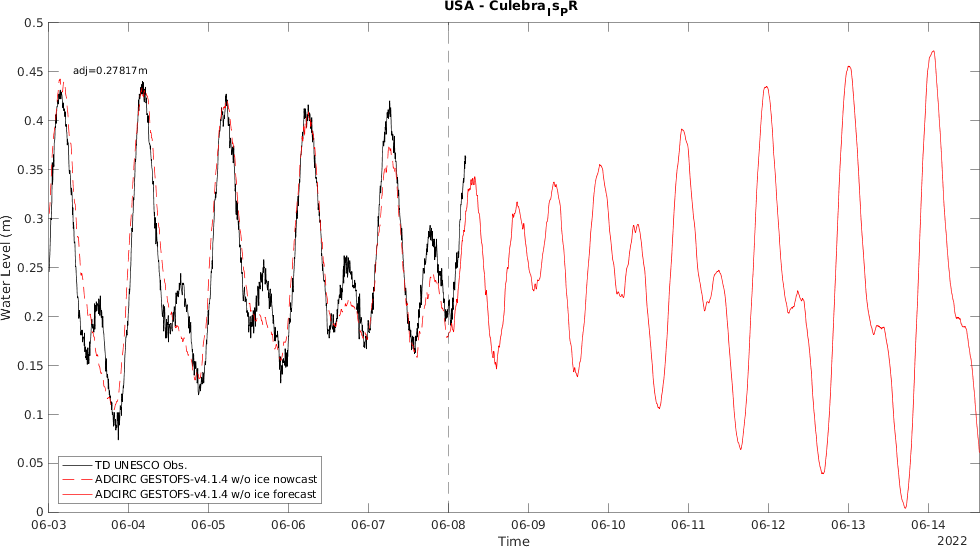 USA - Culebra_Is_PR
0.5
0.45
0.4
0.35
0.3
0.25
0.2
0.15
0.1
0.05
0
Water Level (m)
adj=0.27817m
TD UNESCO Obs.
ADCIRC GESTOFS-v4.1.4 w/o ice nowcast
ADCIRC GESTOFS-v4.1.4 w/o ice forecast
06-03 06-04 06-05 06-06 06-07 06-08 06-09 06-10 06-11 06-12 06-13 06-14
Time
2022